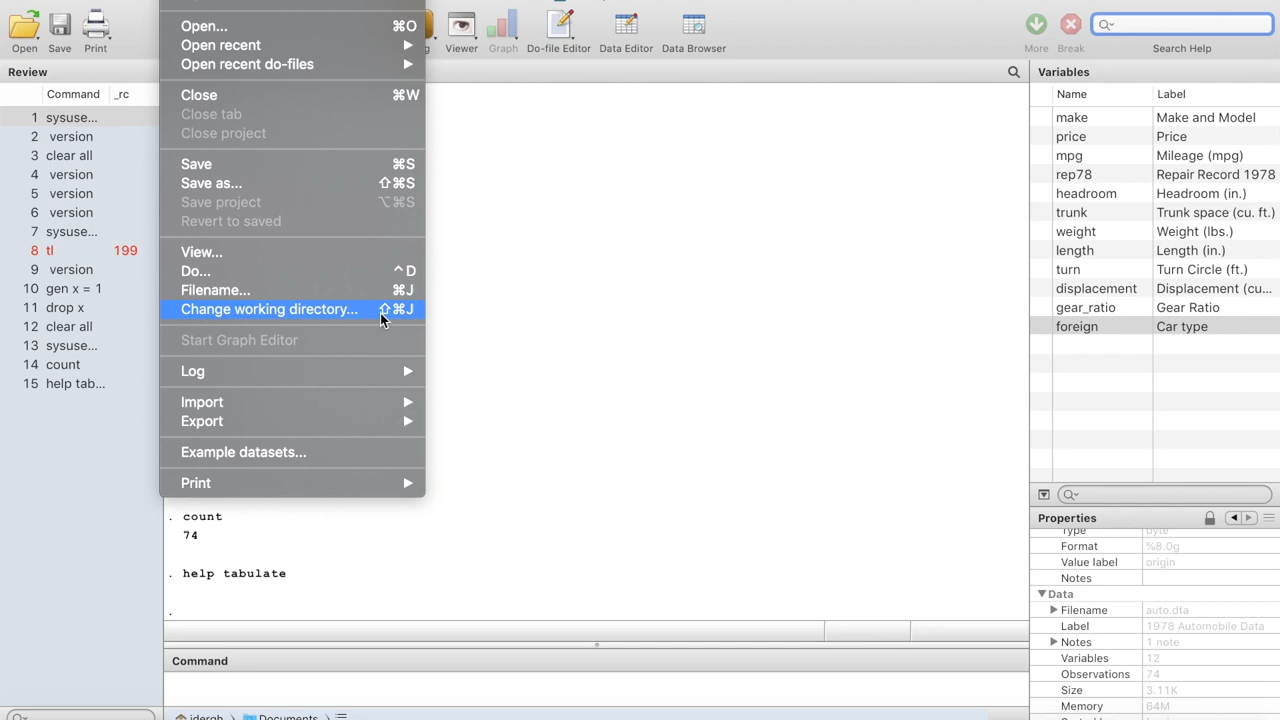 Open
Save
Print
g
Viewer
Graph
Do-file Editor
Data Editor
Data Browser
More
Break
Search Help
Review
Command
_rc
1 sysuse...
2 version
3 clear all
4 version
5 version
6 version
7 sysuse...
8 tl 199
9 version
10 gen x = 1
11 drop x
12 clear all
13 sysuse...
14 count
15 help tab...
Open... ⌘O
Open recent ▶
Open recent do-files ▶
Close ⌘W
Close tab
Close project
Save ⌘S
Save as... ⇧⌘S
Save project ⌥⌘S
Revert to saved
View...
Do... ^D
Filename... ⌘J
Change working directory... ⇧⌘J
Start Graph Editor
Log ▶
Import ▶
Export ▶
Example datasets...
Print ▶
. count
74
. help tabulate
.
Command
idergh
Documents
Variables
Name Label
make Make and Model
price Price
mpg Mileage (mpg)
rep78 Repair Record 1978
headroom Headroom (in.)
trunk Trunk space (cu. ft.)
weight Weight (lbs.)
length Length (in.)
turn Turn Circle (ft.)
displacement Displacement (cu...
gear_ratio Gear Ratio
foreign Car type
Properties
Type byte
Format %8.0g
Value label origin
Notes
Data
Filename auto.dta
Label 1978 Automobile Data
Notes 1 note
Variables 12
Observations 74
Size 3.11K
Memory 64M